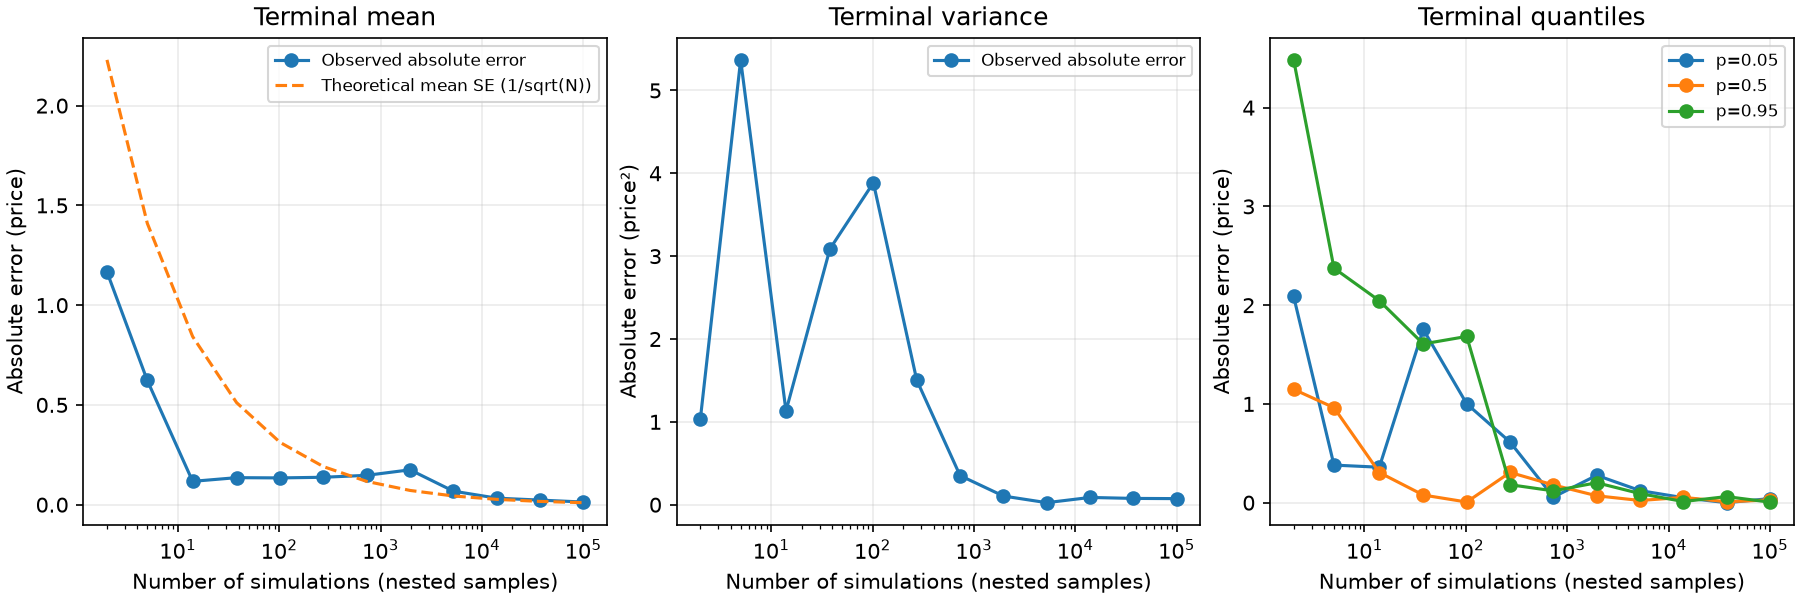 Terminal mean
Observed absolute error
Theoretical mean SE (1/sqrt(N))
Absolute error (price)
2.0
1.5
1.0
0.5
0.0
10¹
10²
10³
10⁴
10⁵
Number of simulations (nested samples)
Terminal variance
Observed absolute error
Absolute error (price²)
5
4
3
2
1
0
10¹
10²
10³
10⁴
10⁵
Number of simulations (nested samples)
Terminal quantiles
p=0.05
p=0.5
p=0.95
Absolute error (price)
4
3
2
1
0
10¹
10²
10³
10⁴
10⁵
Number of simulations (nested samples)